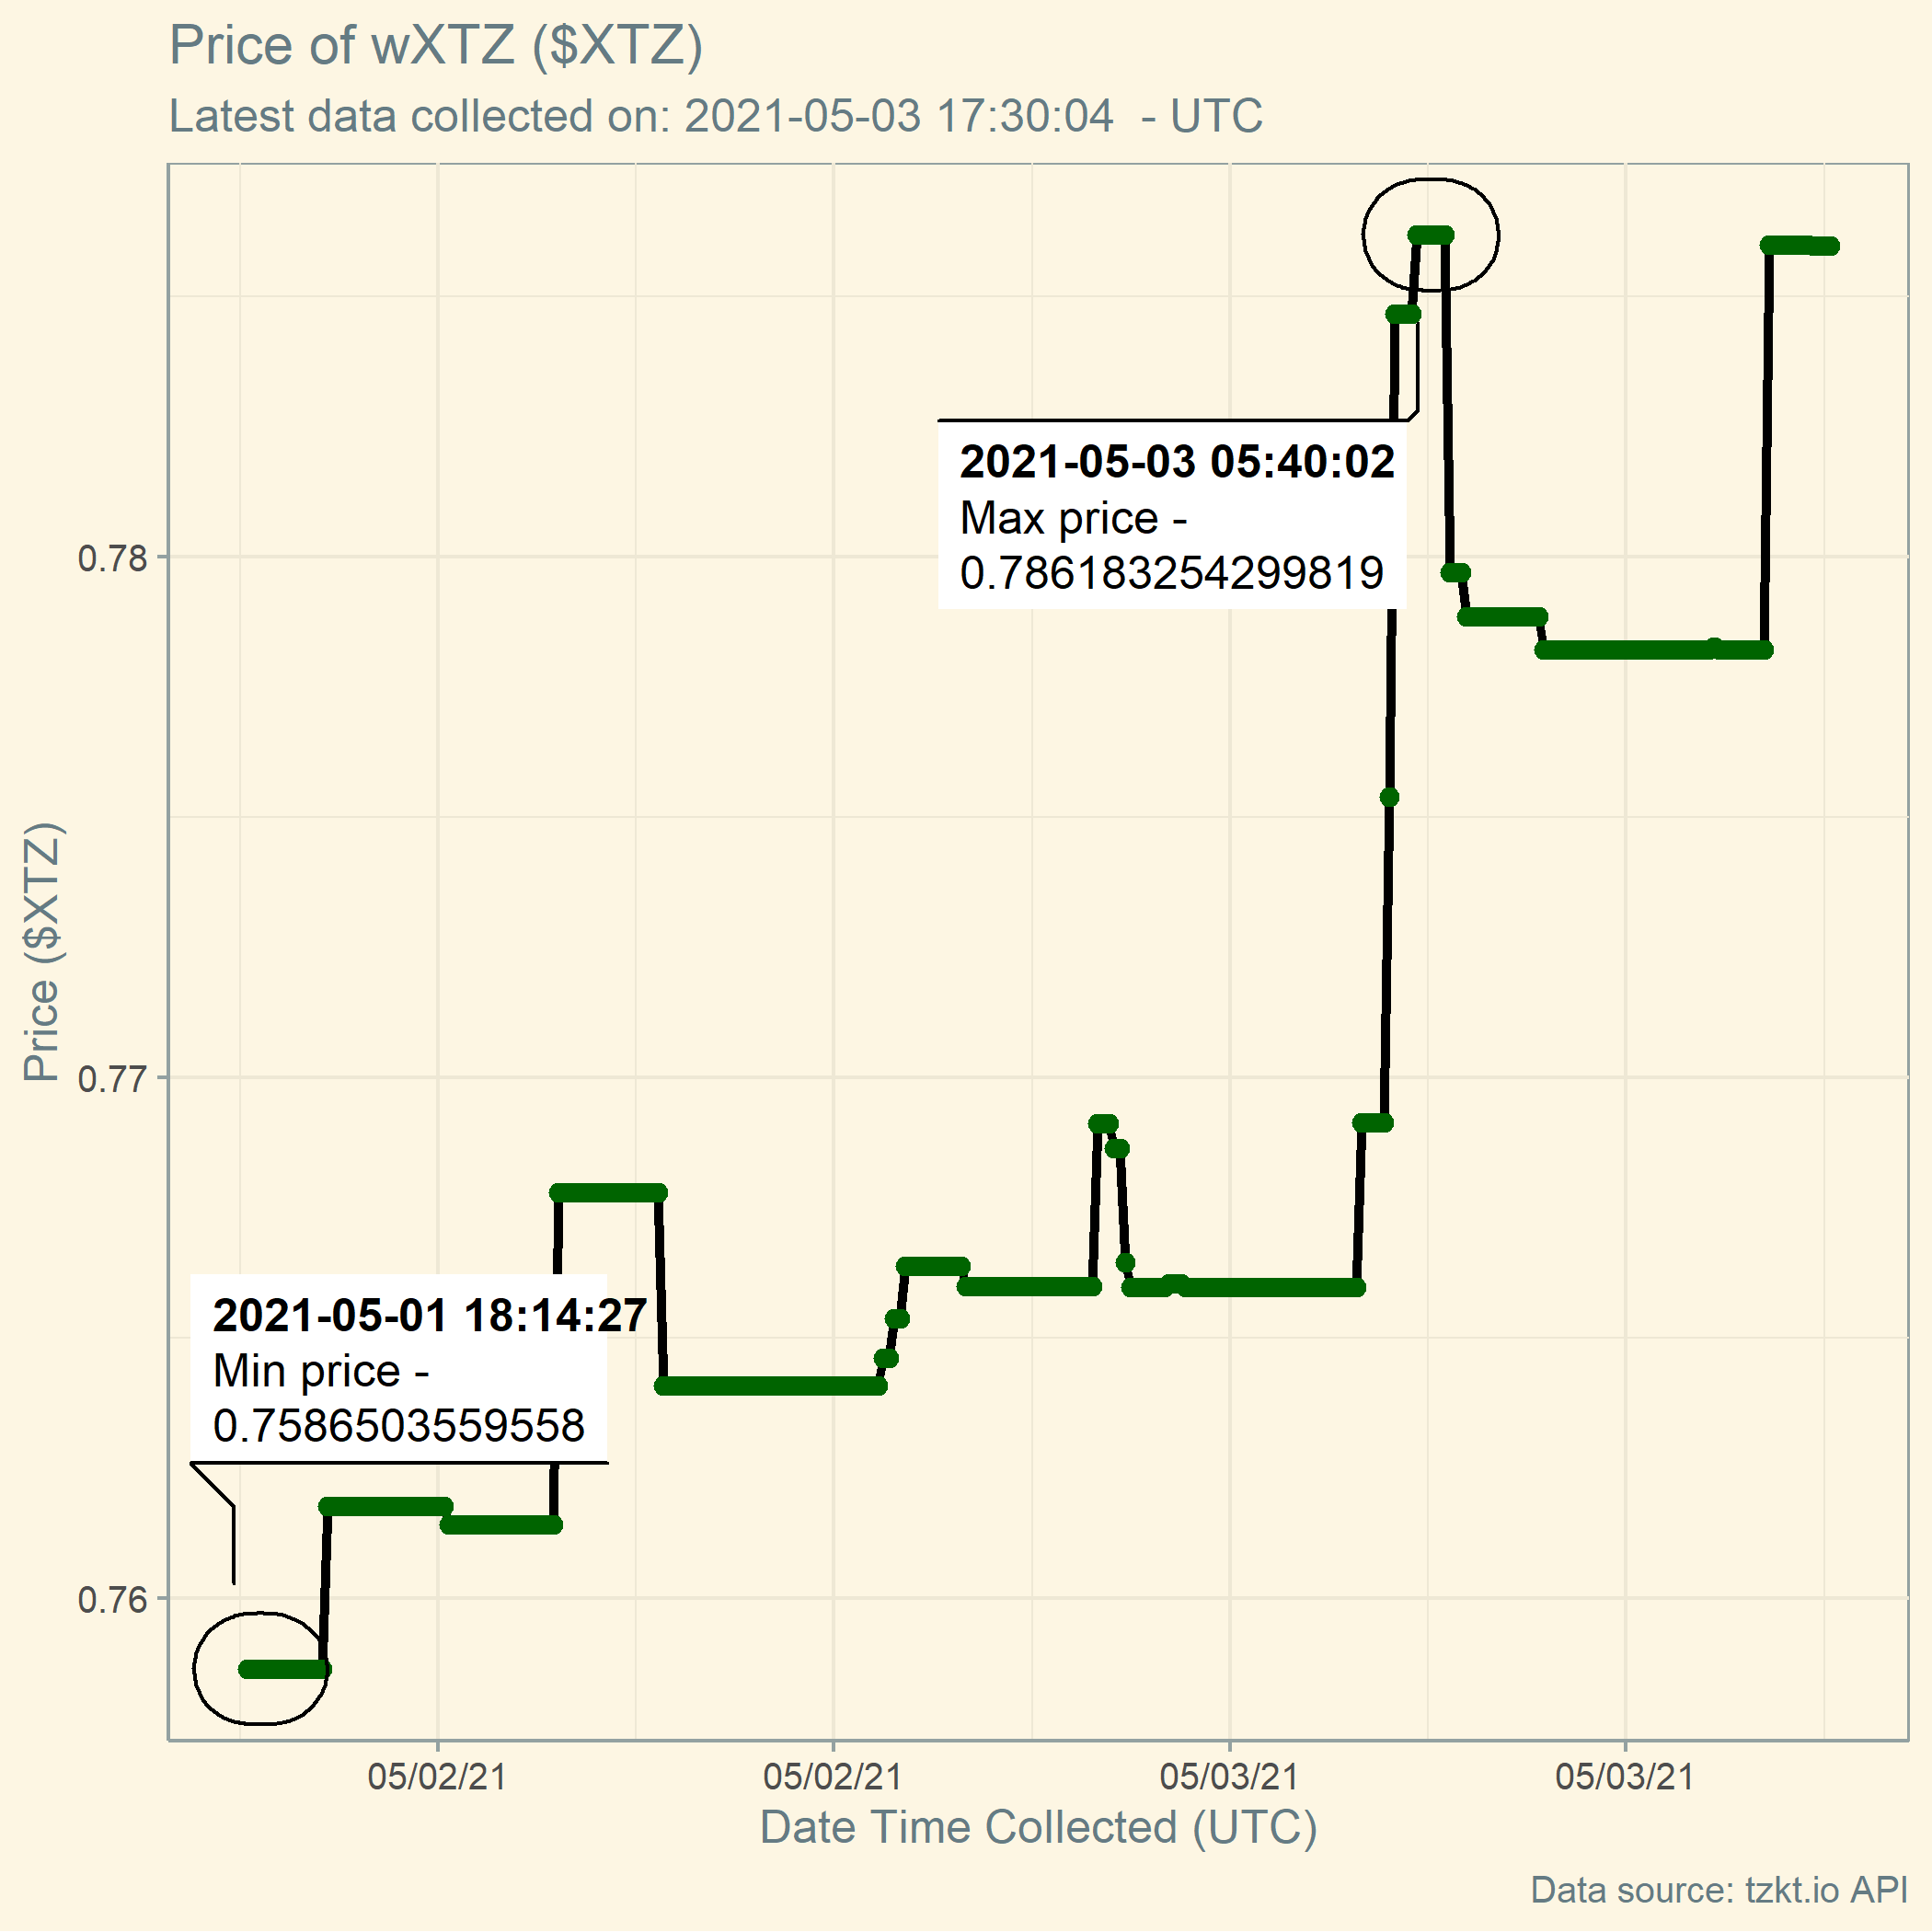 Price of wXTZ ($XTZ)
Latest data collected on: 2021-05-03 17:30:04  - UTC
2021-05-03 05:40:02
Max price -
0.786183254299819
0.78
Price ($XTZ)
0.77
2021-05-01 18:14:27
Min price -
0.7586503559558
0.76
05/02/21 05/02/21 05/03/21 05/03/21
Date Time Collected (UTC)
Data source: tzkt.io API